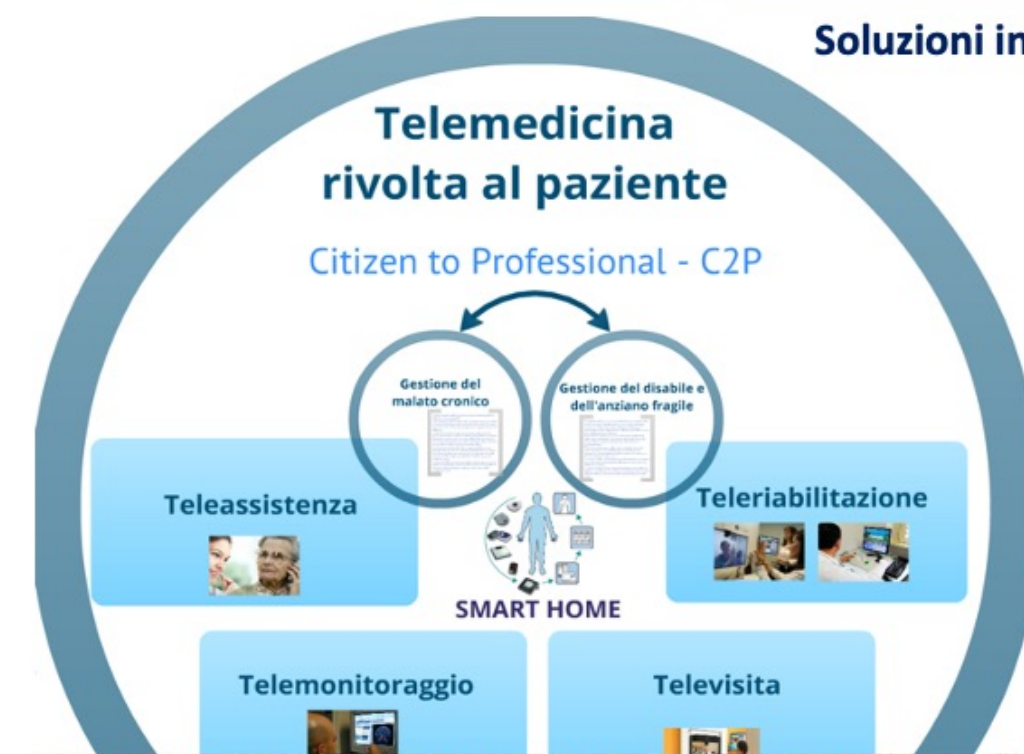 Soluzioni in
Telemedicina
rivolta al paziente
Citizen to Professional - C2P
Gestione del
malato cronico
Gestione del disabile e
dell'anziano fragile
Teleassistenza
Teleriabilitazione
SMART HOME
Telemonitoraggio
Televisita